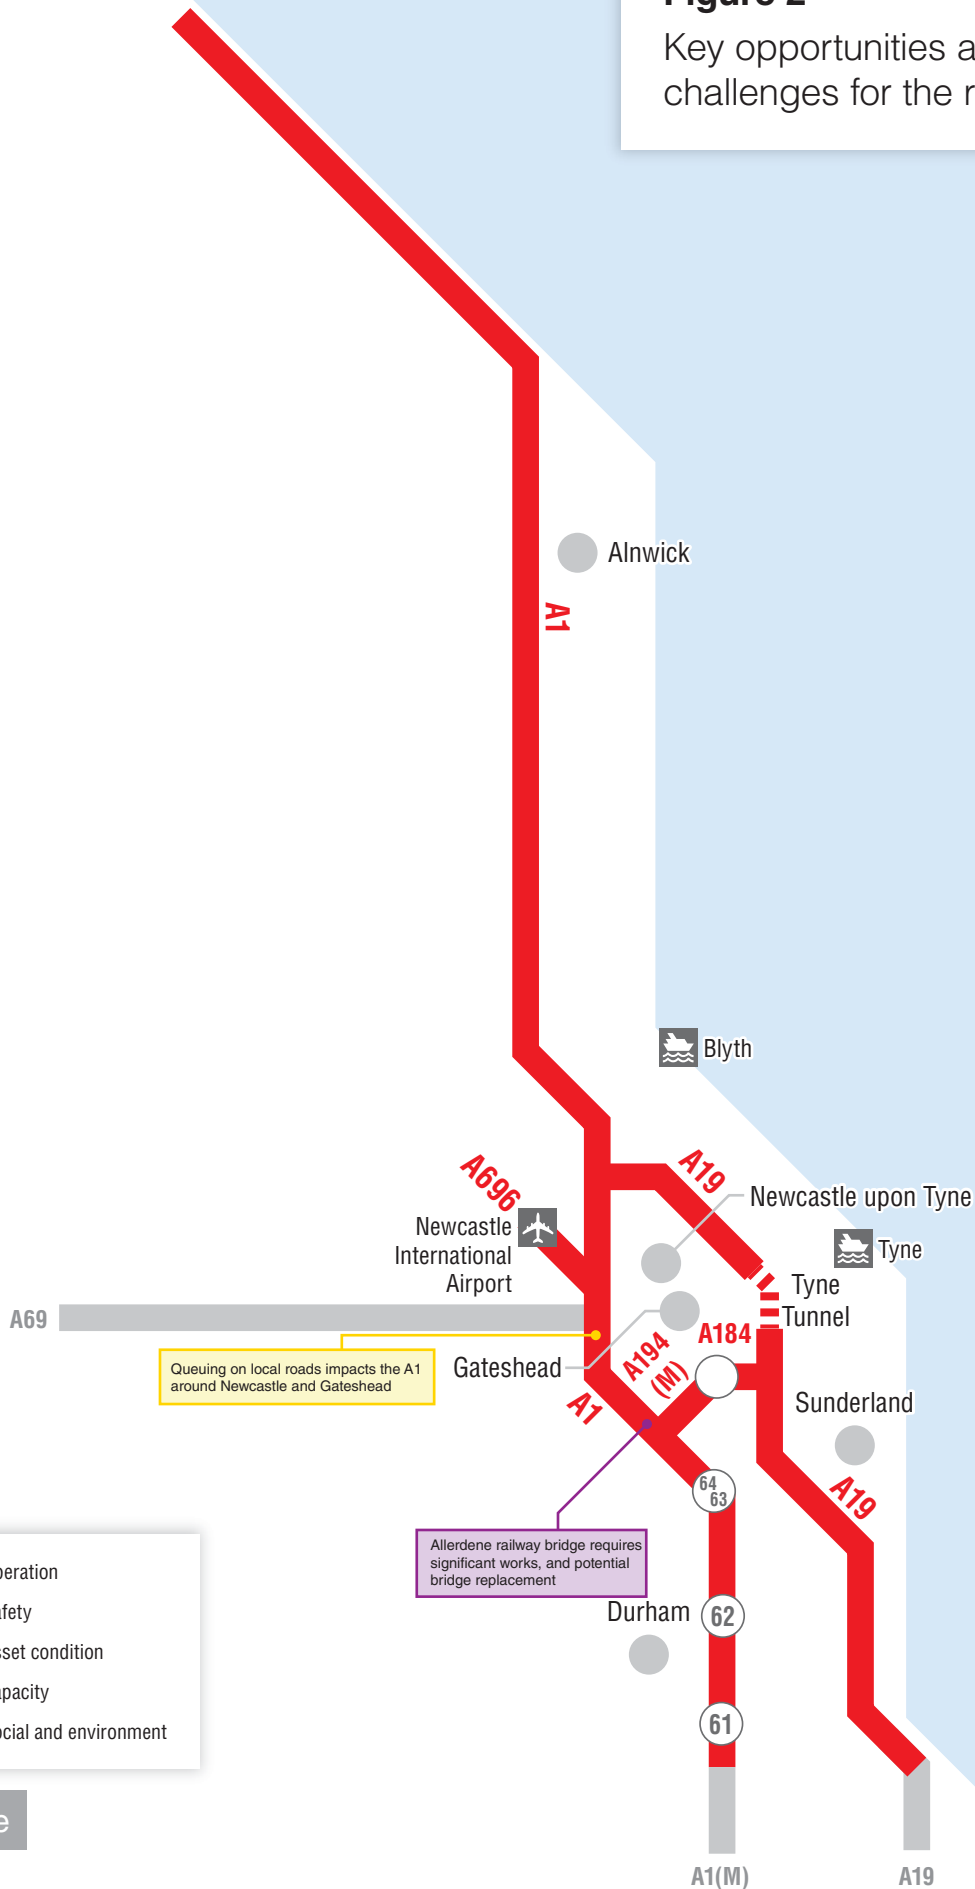 Figure 2
Key opportunities a
challenges for the r
Alnwick
A1
Blyth
A696
A19
Newcastle upon Tyne
Newcastle
International
Airport
Tyne
Tyne
Tunnel
A69
A184
A194
(M)
Queuing on local roads impacts the A1
around Newcastle and Gateshead
Gateshead
A1
Sunderland
64
63
A19
Allerdene railway bridge requires
significant works, and potential
bridge replacement
peration
afety
sset condition
apacity
ocial and environment
Durham
62
61
e
A1(M)
A19